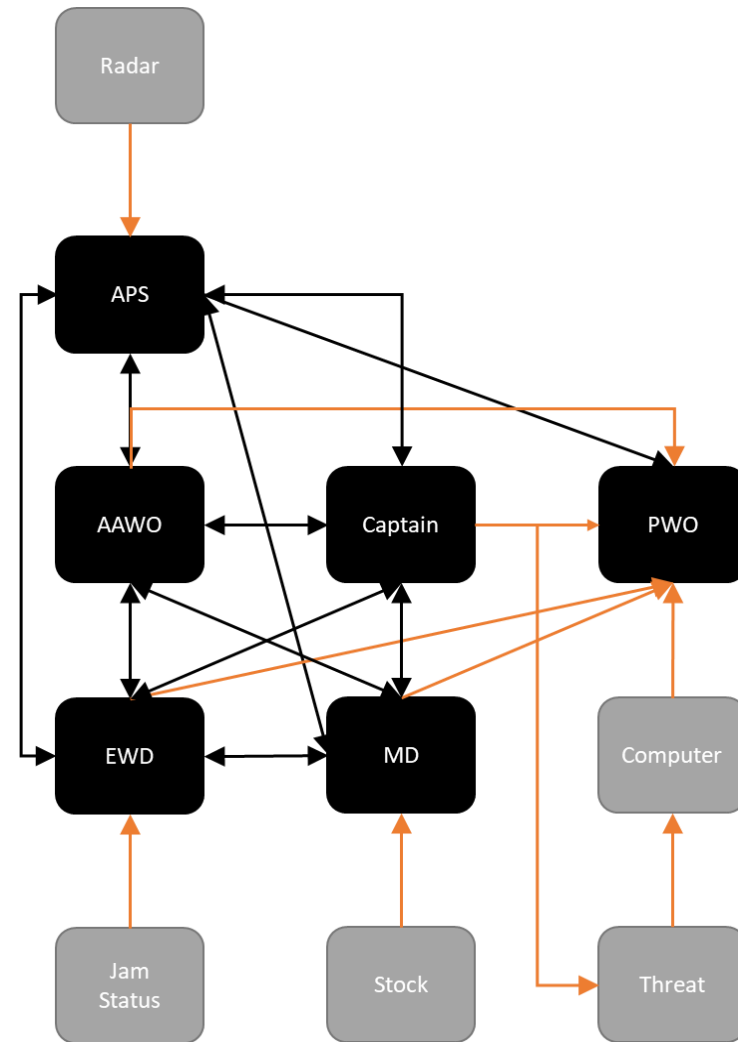 Radar
APS
AAWO
Captain
PWO
EWD
MD
Computer
Jam
Status
Stock
Threat